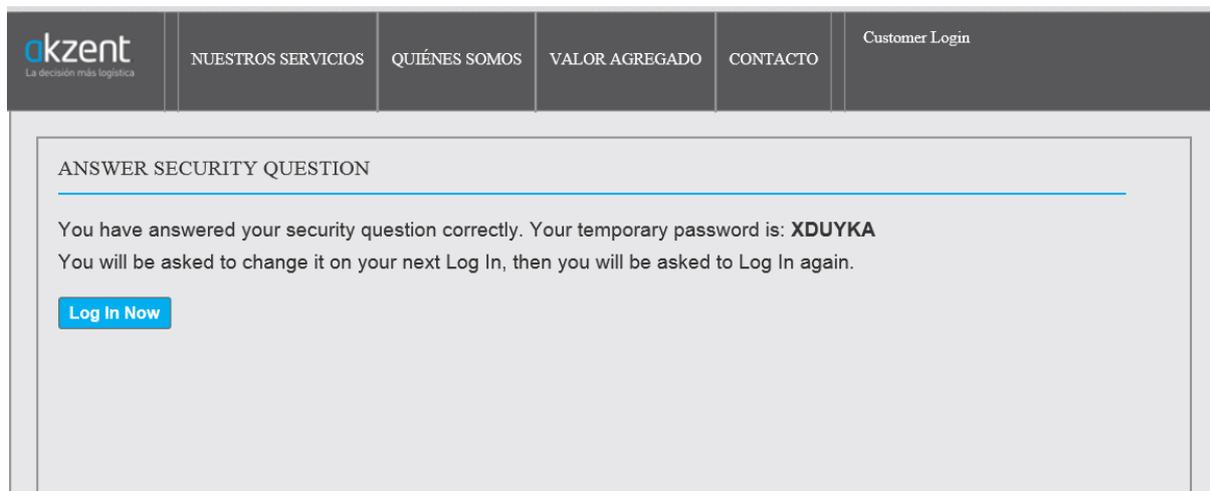 akzent
La decisión más logística
NUESTROS SERVICIOS
QUIÉNES SOMOS
VALOR AGREGADO
CONTACTO
Customer Login
ANSWER SECURITY QUESTION
You have answered your security question correctly. Your temporary password is: XDUYKA
You will be asked to change it on your next Log In, then you will be asked to Log In again.
Log In Now